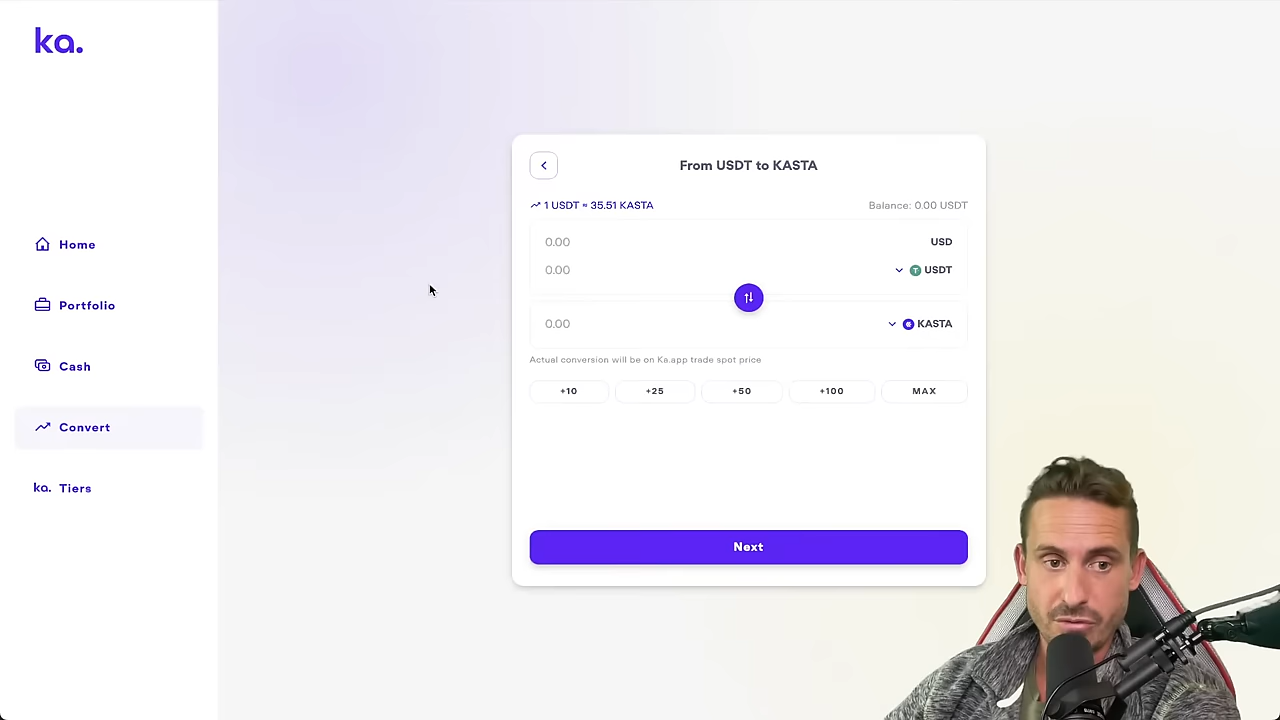 ka.
Home
Portfolio
Cash
Convert
ka. Tiers
From USDT to KASTA
1 USDT ≈ 35.51 KASTA
Balance: 0.00 USDT
0.00 USD
0.00 USDT
0.00 KASTA
Actual conversion will be on Ka.app trade spot price
+10 +25 +50 +100 MAX
Next